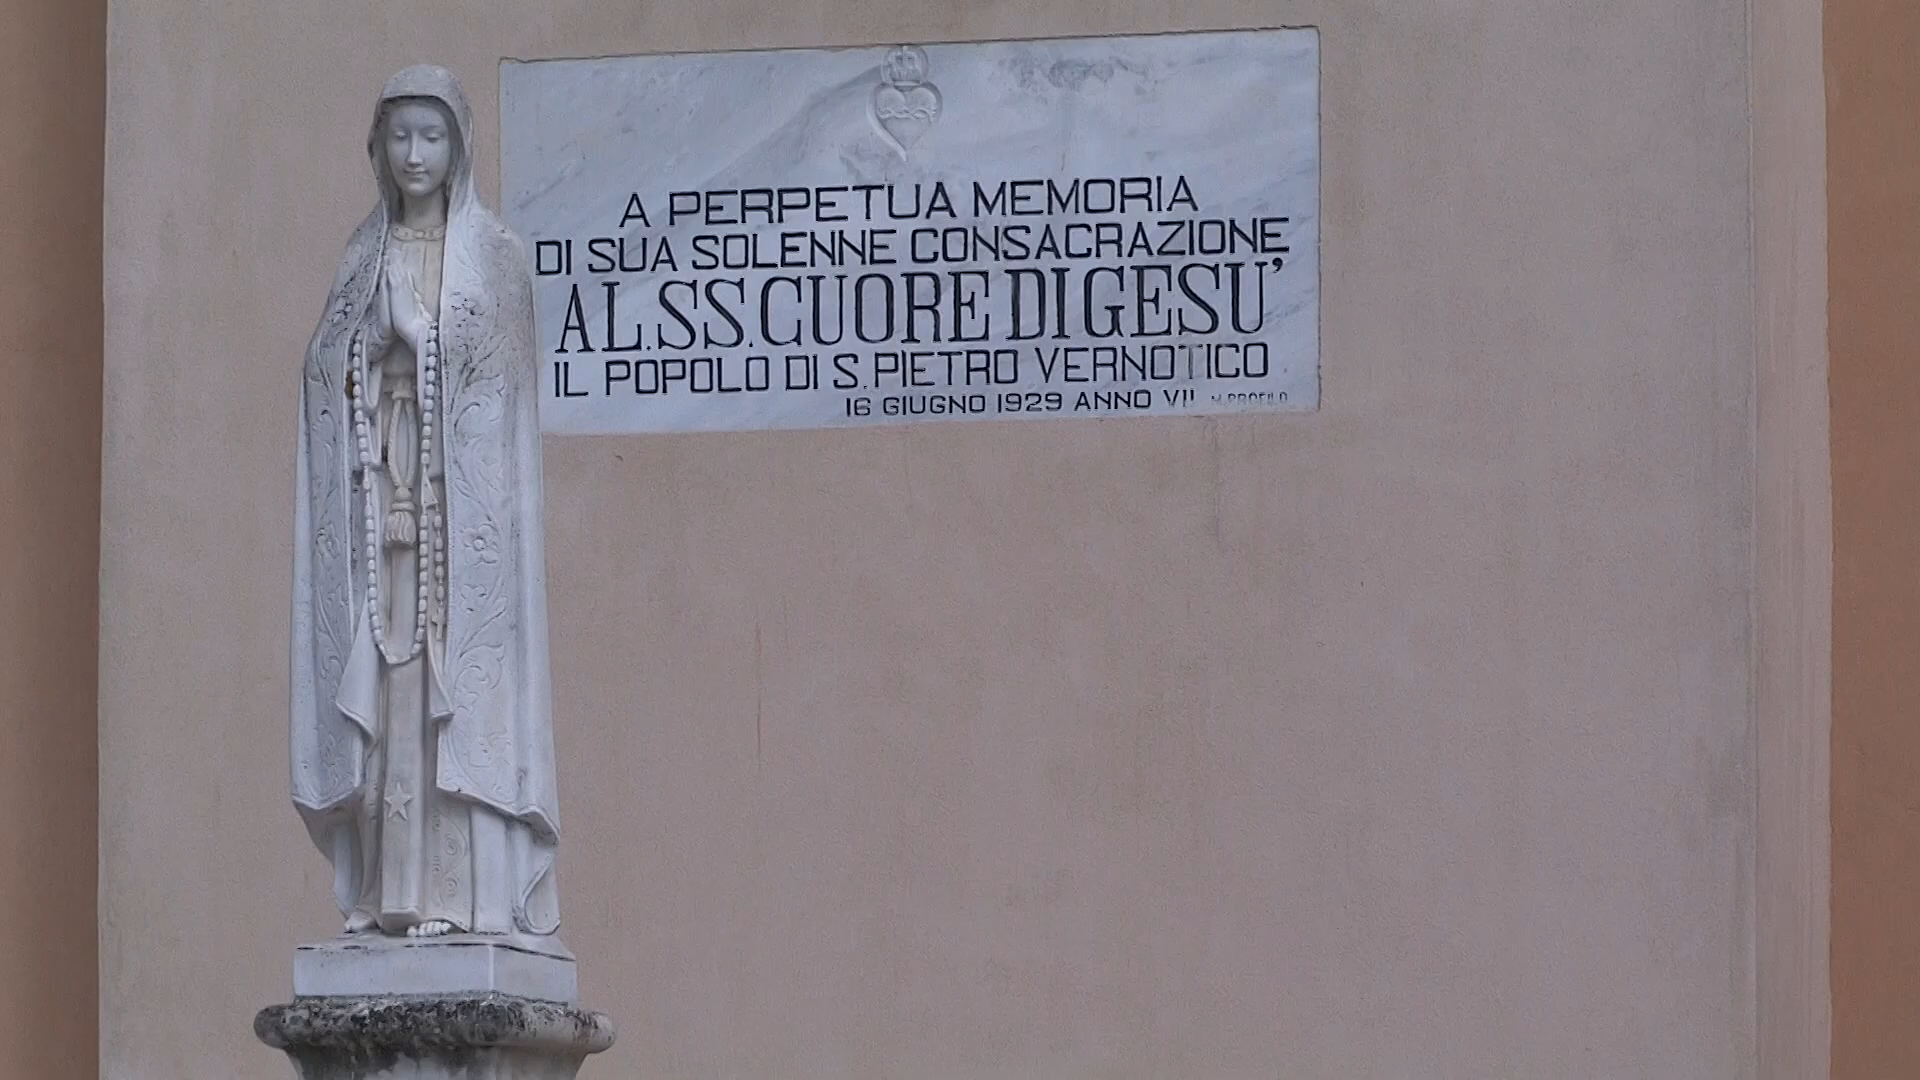 A PERPETUA MEMORIA
DI SUA SOLENNE CONSACRAZIONE
AL.SS.CUORE DI GESU'
IL POPOLO DI S.PIETRO VERNOTICO
16 GIUGNO 1929 ANNO VII M.PROFILO